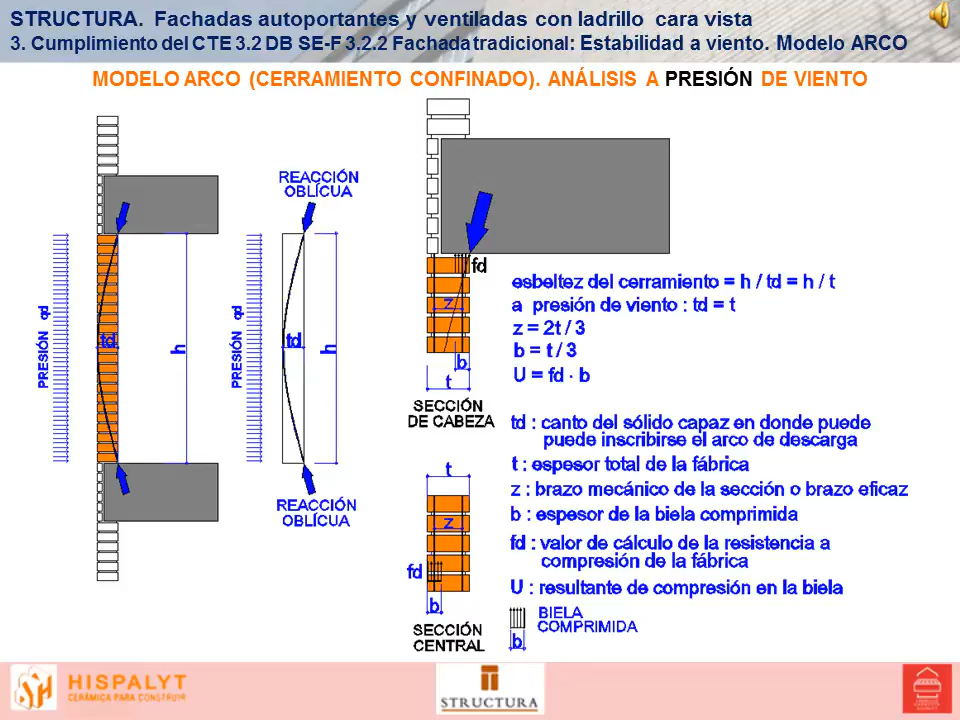 STRUCTURA. Fachadas autoportantes y ventiladas con ladrillo cara vista
3. Cumplimiento del CTE 3.2 DB SE-F 3.2.2 Fachada tradicional: Estabilidad a viento. Modelo ARCO
MODELO ARCO (CERRAMIENTO CONFINADO). ANÁLISIS A PRESIÓN DE VIENTO
REACCIÓN
OBLÍCUA
PRESIÓN qd
td
h
PRESIÓN qd
td
h
REACCIÓN
OBLÍCUA
fd
z
b
t
SECCIÓN
DE CABEZA
t
z
fd
b
SECCIÓN
CENTRAL
esbeltez del cerramiento = h / td = h / t
a presión de viento : td = t
z = 2t / 3
b = t / 3
U = fd · b
td : canto del sólido capaz en donde puede
puede inscribirse el arco de descarga
t : espesor total de la fábrica
z : brazo mecánico de la sección o brazo eficaz
b : espesor de la biela comprimida
fd : valor de cálculo de la resistencia a
compresión de la fábrica
U : resultante de compresión en la biela
BIELA
COMPRIMIDA
b
HISPALYT
CERÁMICA PARA CONSTRUIR
STRUCTURA